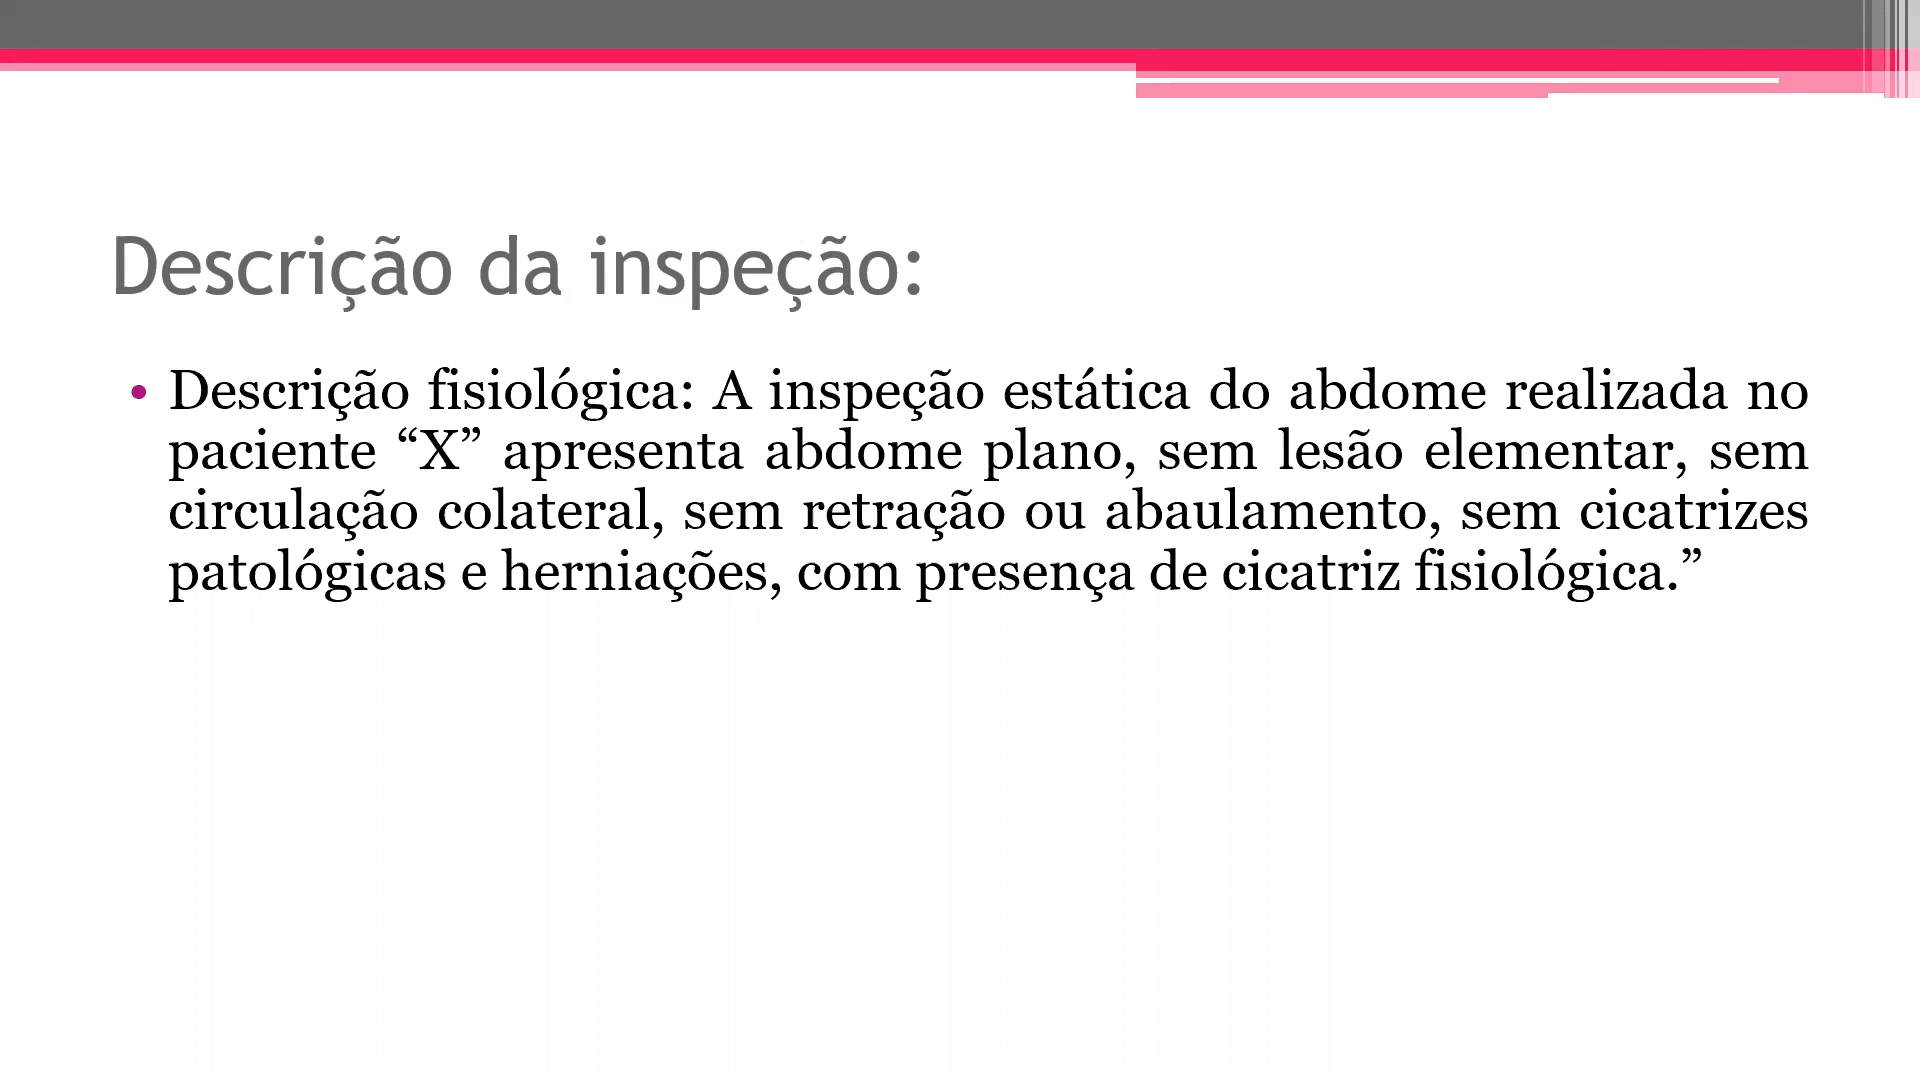 Descrição da inspeção:
• Descrição fisiológica: A inspeção estática do abdome realizada no
paciente “X” apresenta abdome plano, sem lesão elementar, sem
circulação colateral, sem retração ou abaulamento, sem cicatrizes
patológicas e herniações, com presença de cicatriz fisiológica.”